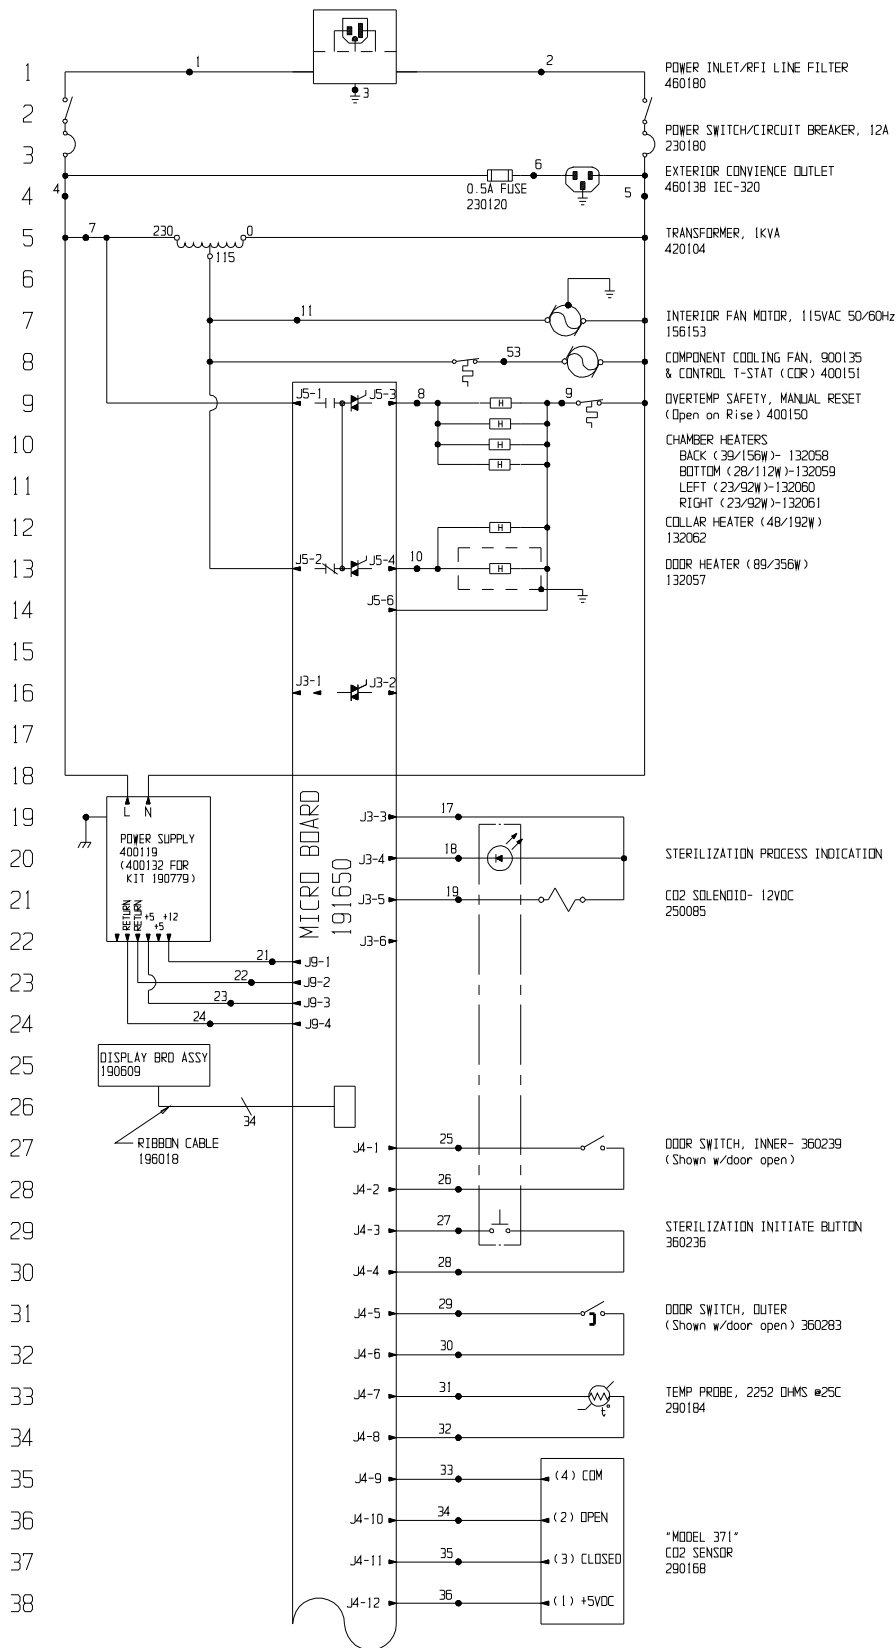 1
1
2
POWER INLET/RFI LINE FILTER
460180
3
2
POWER SWITCH/CIRCUIT BREAKER, 12A
230180
3
6
EXTERIOR CONVIENCE OUTLET
460138 IEC-320
0.5A FUSE
230120
4
4
5
5
7
230
0
115
TRANSFORMER, 1KVA
420104
6
7
11
INTERIOR FAN MOTOR, 115VAC 50/60Hz
156153
8
53
COMPONENT COOLING FAN, 900135
& CONTROL T-STAT (COR) 400151
9
J5-1
J5-3
8
H
9
OVERTEMP SAFETY, MANUAL RESET
(Open on Rise) 400150
H
10
H
CHAMBER HEATERS
BACK (39/156W)- 132058
H
BOTTOM (28/112W)-132059
11
LEFT (23/92W)-132060
RIGHT (23/92W)-132061
12
H
COLLAR HEATER (48/192W)
132062
13
J5-2
J5-4
10
H
DOOR HEATER (89/356W)
132057
14
J5-6
15
16
J3-1
J3-2
17
18
L N
19
MICRO BOARD
191650
J3-3
17
POWER SUPPLY
400119
(400132 FOR
KIT 190779)
20
J3-4
18
STERILIZATION PROCESS INDICATION
21
J3-5
19
CO2 SOLENOID- 12VDC
250085
RETURN
RETURN
+5
+5
+12
22
J3-6
21
J9-1
23
22
J9-2
23
J9-3
24
24
J9-4
25
DISPLAY BRD ASSY
190609
26
34
RIBBON CABLE
196018
27
J4-1
25
DOOR SWITCH, INNER- 360239
(Shown w/door open)
28
J4-2
26
29
J4-3
27
STERILIZATION INITIATE BUTTON
360236
30
J4-4
28
31
J4-5
29
DOOR SWITCH, OUTER
(Shown w/door open) 360283
32
J4-6
30
33
J4-7
31
t°
TEMP PROBE, 2252 OHMS @25C
290184
34
J4-8
32
35
J4-9
33
(4) COM
36
J4-10
34
(2) OPEN
"MODEL 371"
CO2 SENSOR
290168
37
J4-11
35
(3) CLOSED
38
J4-12
36
(1) +5VDC